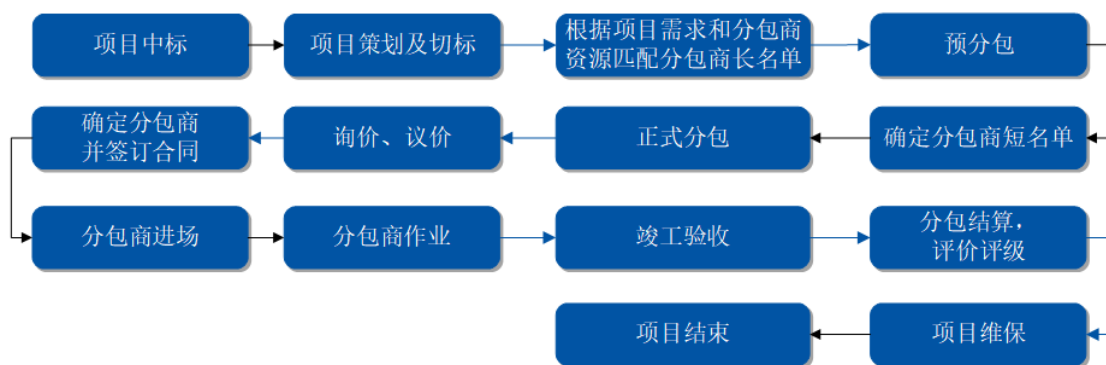 项目中标
项目策划及切标
根据项目需求和分包商
资源匹配分包商长名单
预分包
确定分包商短名单
正式分包
询价、议价
确定分包商
并签订合同
分包商进场
分包商作业
竣工验收
分包结算，
评价评级
项目维保
项目结束